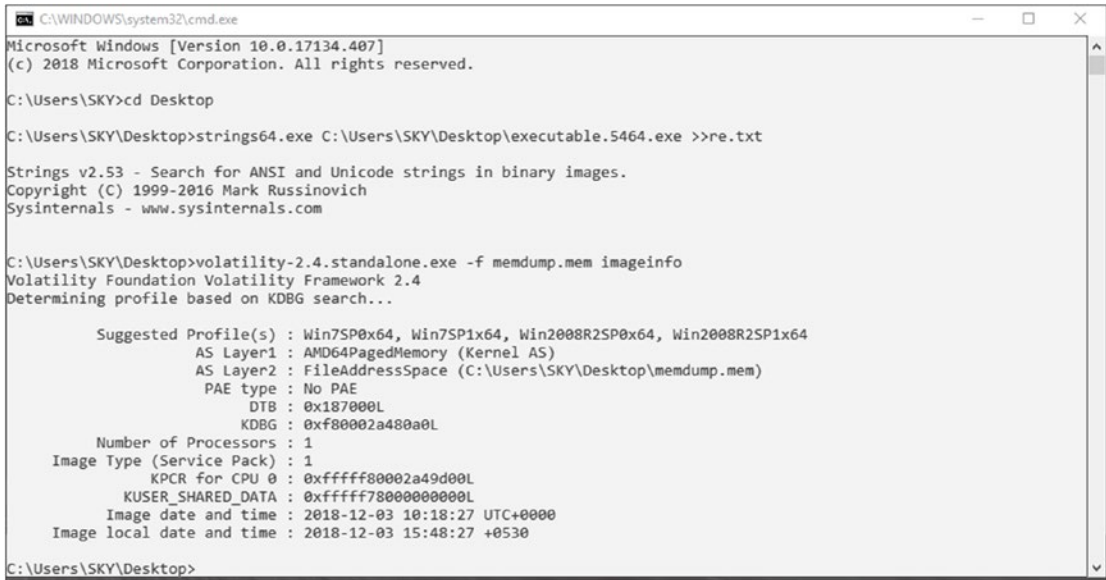 C:\WINDOWS\system32\cmd.exe
Microsoft Windows [Version 10.0.17134.407]
(c) 2018 Microsoft Corporation. All rights reserved.
C:\Users\SKY>cd Desktop
C:\Users\SKY\Desktop>strings64.exe C:\Users\SKY\Desktop\executable.5464.exe >>re.txt
Strings v2.53 - Search for ANSI and Unicode strings in binary images.
Copyright (C) 1999-2016 Mark Russinovich
Sysinternals - www.sysinternals.com
C:\Users\SKY\Desktop>volatility-2.4.standalone.exe -f memdump.mem imageinfo
Volatility Foundation Volatility Framework 2.4
Determining profile based on KDBG search...
Suggested Profile(s) : Win7SP0x64, Win7SP1x64, Win2008R2SP0x64, Win2008R2SP1x64
AS Layer1 : AMD64PagedMemory (Kernel AS)
AS Layer2 : FileAddressSpace (C:\Users\SKY\Desktop\memdump.mem)
PAE type : No PAE
DTB : 0x187000L
KDBG : 0xf80002a480a0L
Number of Processors : 1
Image Type (Service Pack) : 1
KPCR for CPU 0 : 0xfffff80002a49d00L
KUSER_SHARED_DATA : 0xfffff78000000000L
Image date and time : 2018-12-03 10:18:27 UTC+0000
Image local date and time : 2018-12-03 15:48:27 +0530
C:\Users\SKY\Desktop>